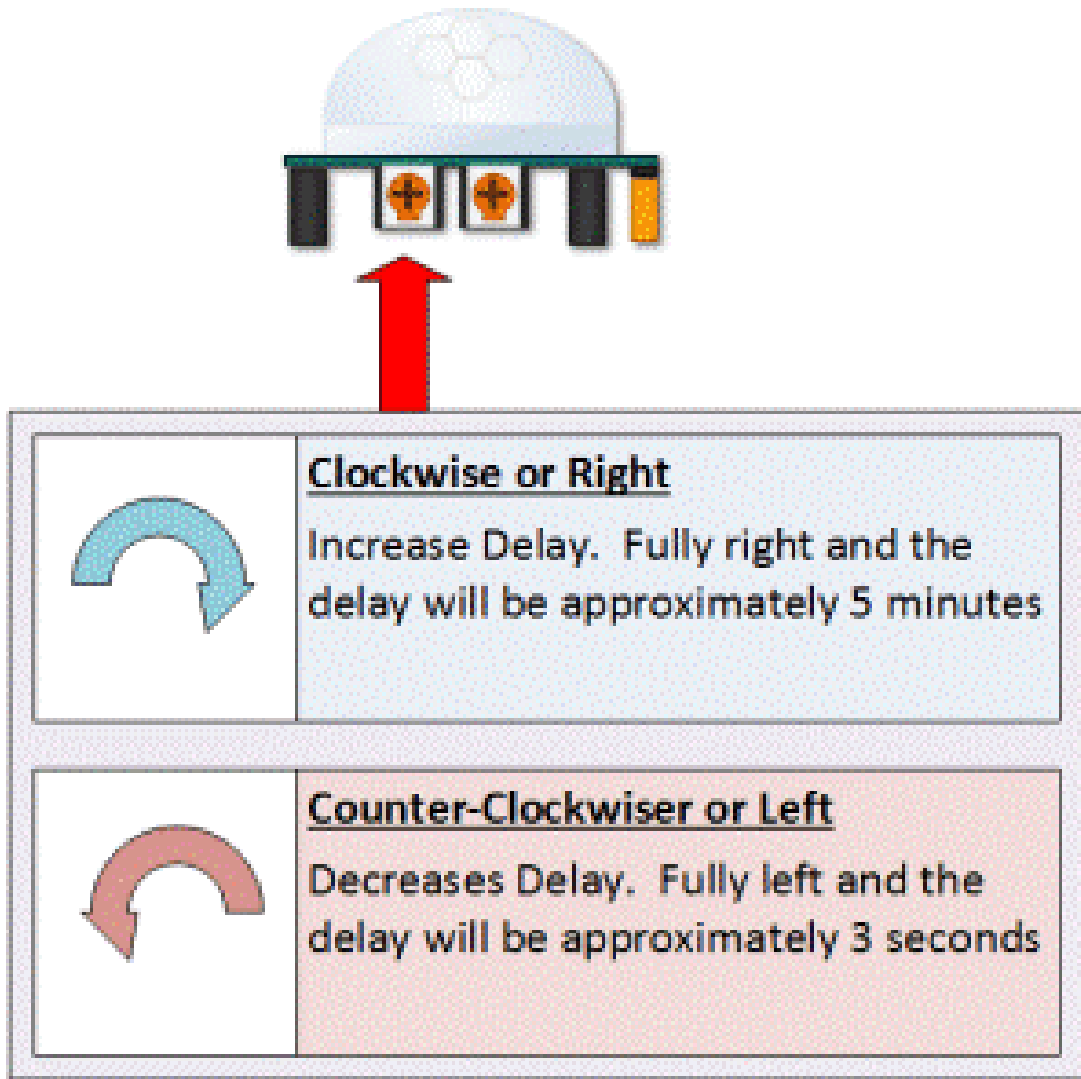 Clockwise or Right
Increase Delay. Fully right and the
delay will be approximately 5 minutes
Counter-Clockwiser or Left
Decreases Delay. Fully left and the
delay will be approximately 3 seconds